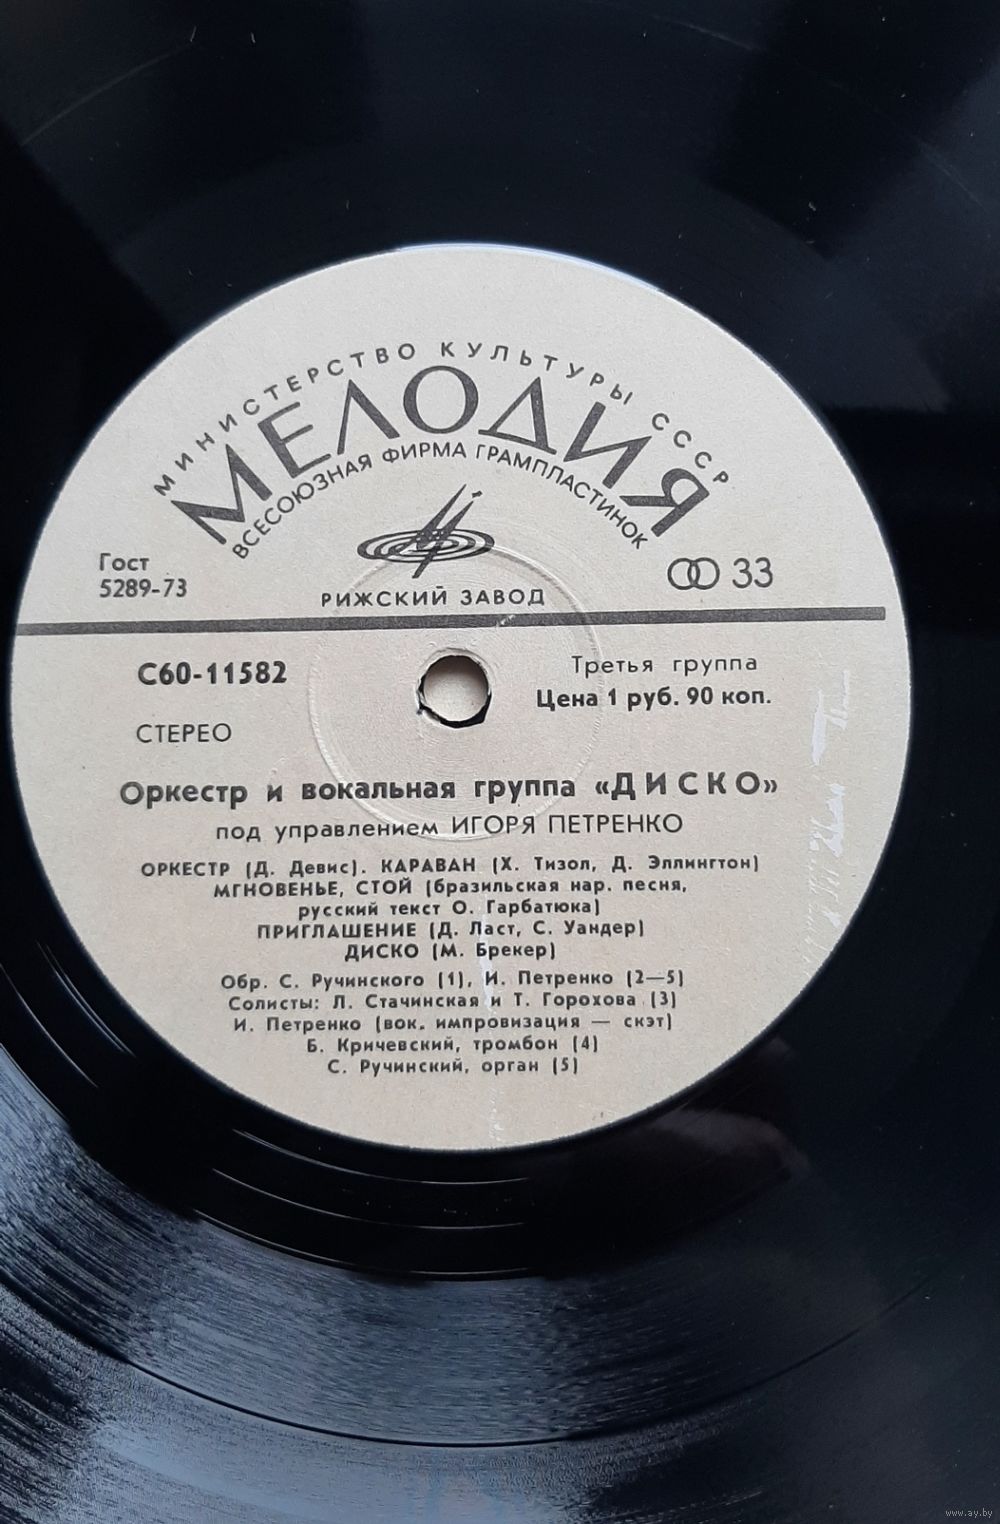 МИНИСТЕРСТВО КУЛЬТУРЫ СССР
МЕЛОДИЯ
ВСЕСОЮЗНАЯ ФИРМА ГРАМПЛАСТИНОК
Гост
5289-73
33
РИЖСКИЙ ЗАВОД
С60-11582
Третья группа
Цена 1 руб. 90 коп.
СТЕРЕО
Оркестр и вокальная группа «ДИСКО»
под управлением ИГОРЯ ПЕТРЕНКО
ОРКЕСТР (Д. Девис). КАРАВАН (Х. Тизол, Д. Эллингтон)
МГНОВЕНЬЕ, СТОЙ (бразильская нар. песня,
русский текст О. Гарбатюка)
ПРИГЛАШЕНИЕ (Д. Ласт, С. Уандер)
ДИСКО (М. Брекер)
Обр. С. Ручинского (1), И. Петренко (2—5)
Солисты: Л. Стачинская и Т. Горохова (3)
И. Петренко (вок. импровизация — скэт)
Б. Кричевский, тромбон (4)
С. Ручинский, орган (5)
www.ay.by